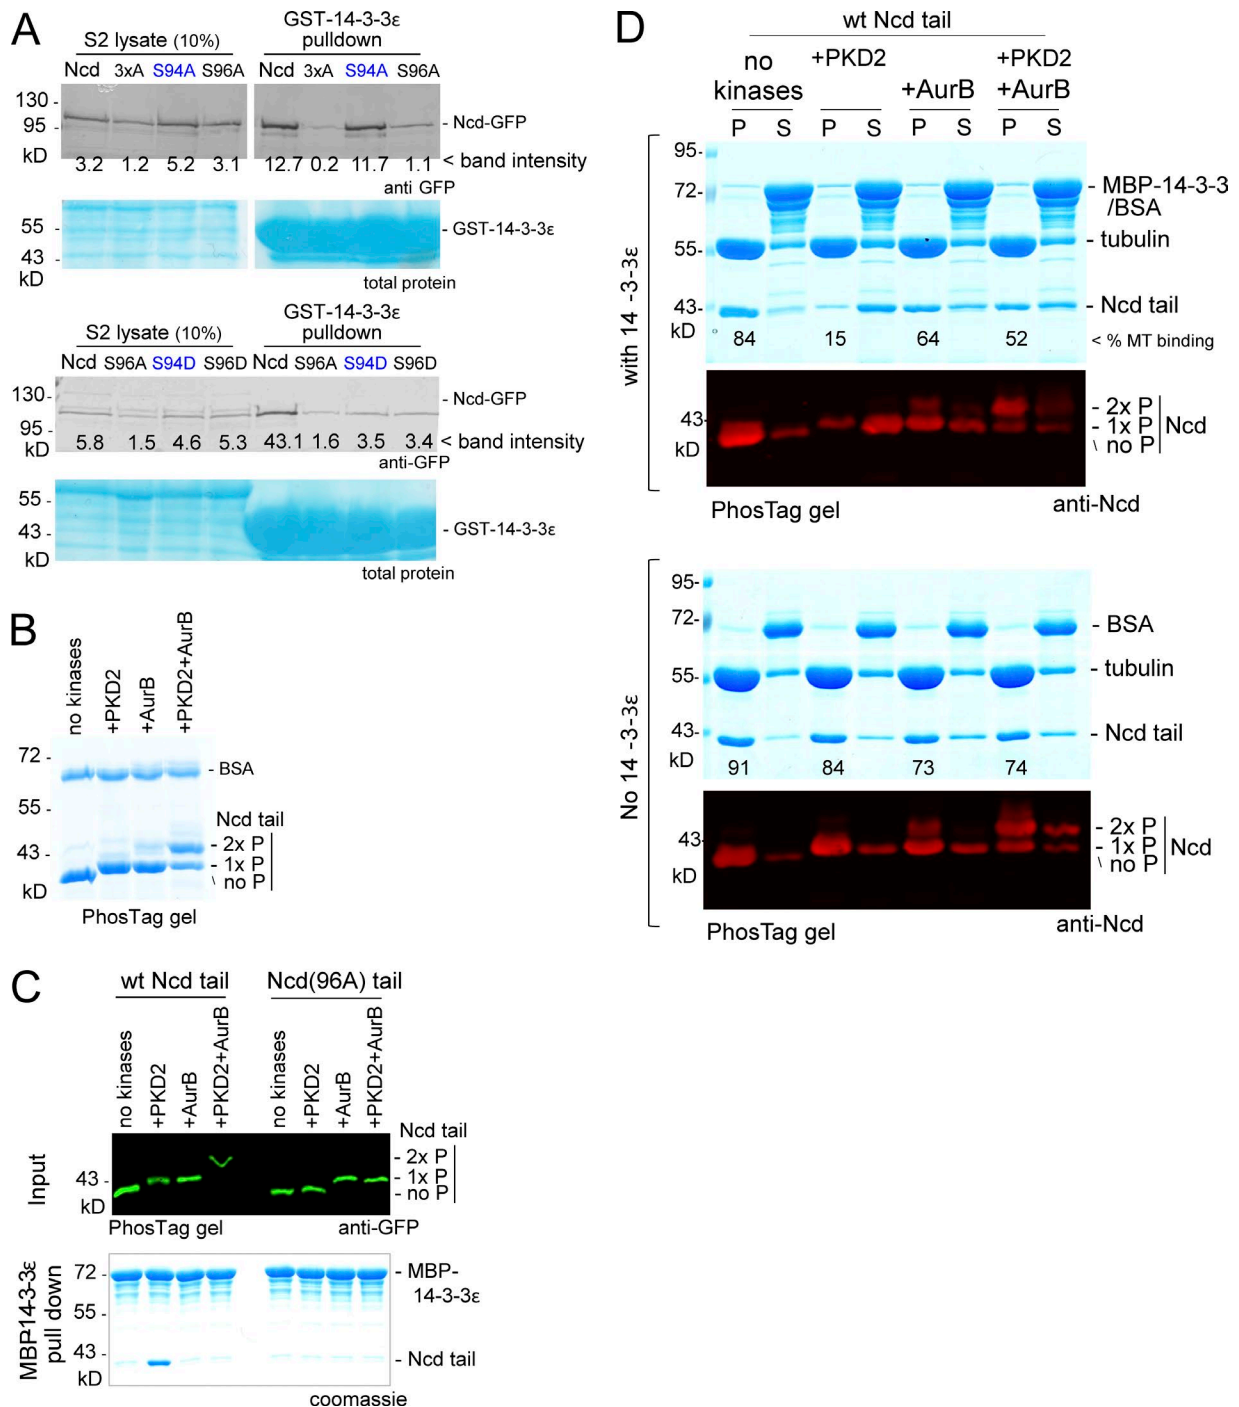 A
S2 lysate (10%)
GST-14-3-3ε
pulldown
Ncd 3xA S94A S96A Ncd 3xA S94A S96A
130 -
95 -
kD
- Ncd-GFP
3.2 1.2 5.2 3.1 12.7 0.2 11.7 1.1 < band intensity
anti GFP
55 -
43 -
kD
- GST-14-3-3ε
total protein
S2 lysate (10%)
GST-14-3-3ε
pulldown
Ncd S96A S94D S96D Ncd S96A S94D S96D
130 -
95 -
kD
- Ncd-GFP
5.8 1.5 4.6 5.3 43.1 1.6 3.5 3.4 < band intensity
anti-GFP
55 -
43 -
kD
- GST-14-3-3ε
total protein
B
no kinases
+PKD2
+AurB
+PKD2+AurB
72 -
55 -
43 -
kD
- BSA
Ncd tail
- 2x P
- 1x P
\ no P
PhosTag gel
C
wt Ncd tail Ncd(96A) tail
no kinases
+PKD2
+AurB
+PKD2+AurB
no kinases
+PKD2
+AurB
+PKD2+AurB
Input
43 -
kD
Ncd tail
- 2x P
- 1x P
- no P
PhosTag gel anti-GFP
MBP-14-3-3ε
pull down
72 -
55 -
43 -
kD
- MBP-
14-3-3ε
- Ncd tail
coomassie
D
wt Ncd tail
no
kinases
+PKD2
+AurB
+PKD2
+AurB
P S P S P S P S
with 14 -3-3ε
95-
72-
55-
43-
kD
- MBP-14-3-3
/BSA
- tubulin
- Ncd tail
84 15 64 52 < % MT binding
43-
kD
- 2x P
- 1x P
\ no P
Ncd
PhosTag gel
anti-Ncd
No 14 -3-3ε
95-
72-
55-
43-
kD
- BSA
- tubulin
- Ncd tail
91 84 73 74
43-
kD
- 2x P
- 1x P
\ no P
Ncd
PhosTag gel
anti-Ncd